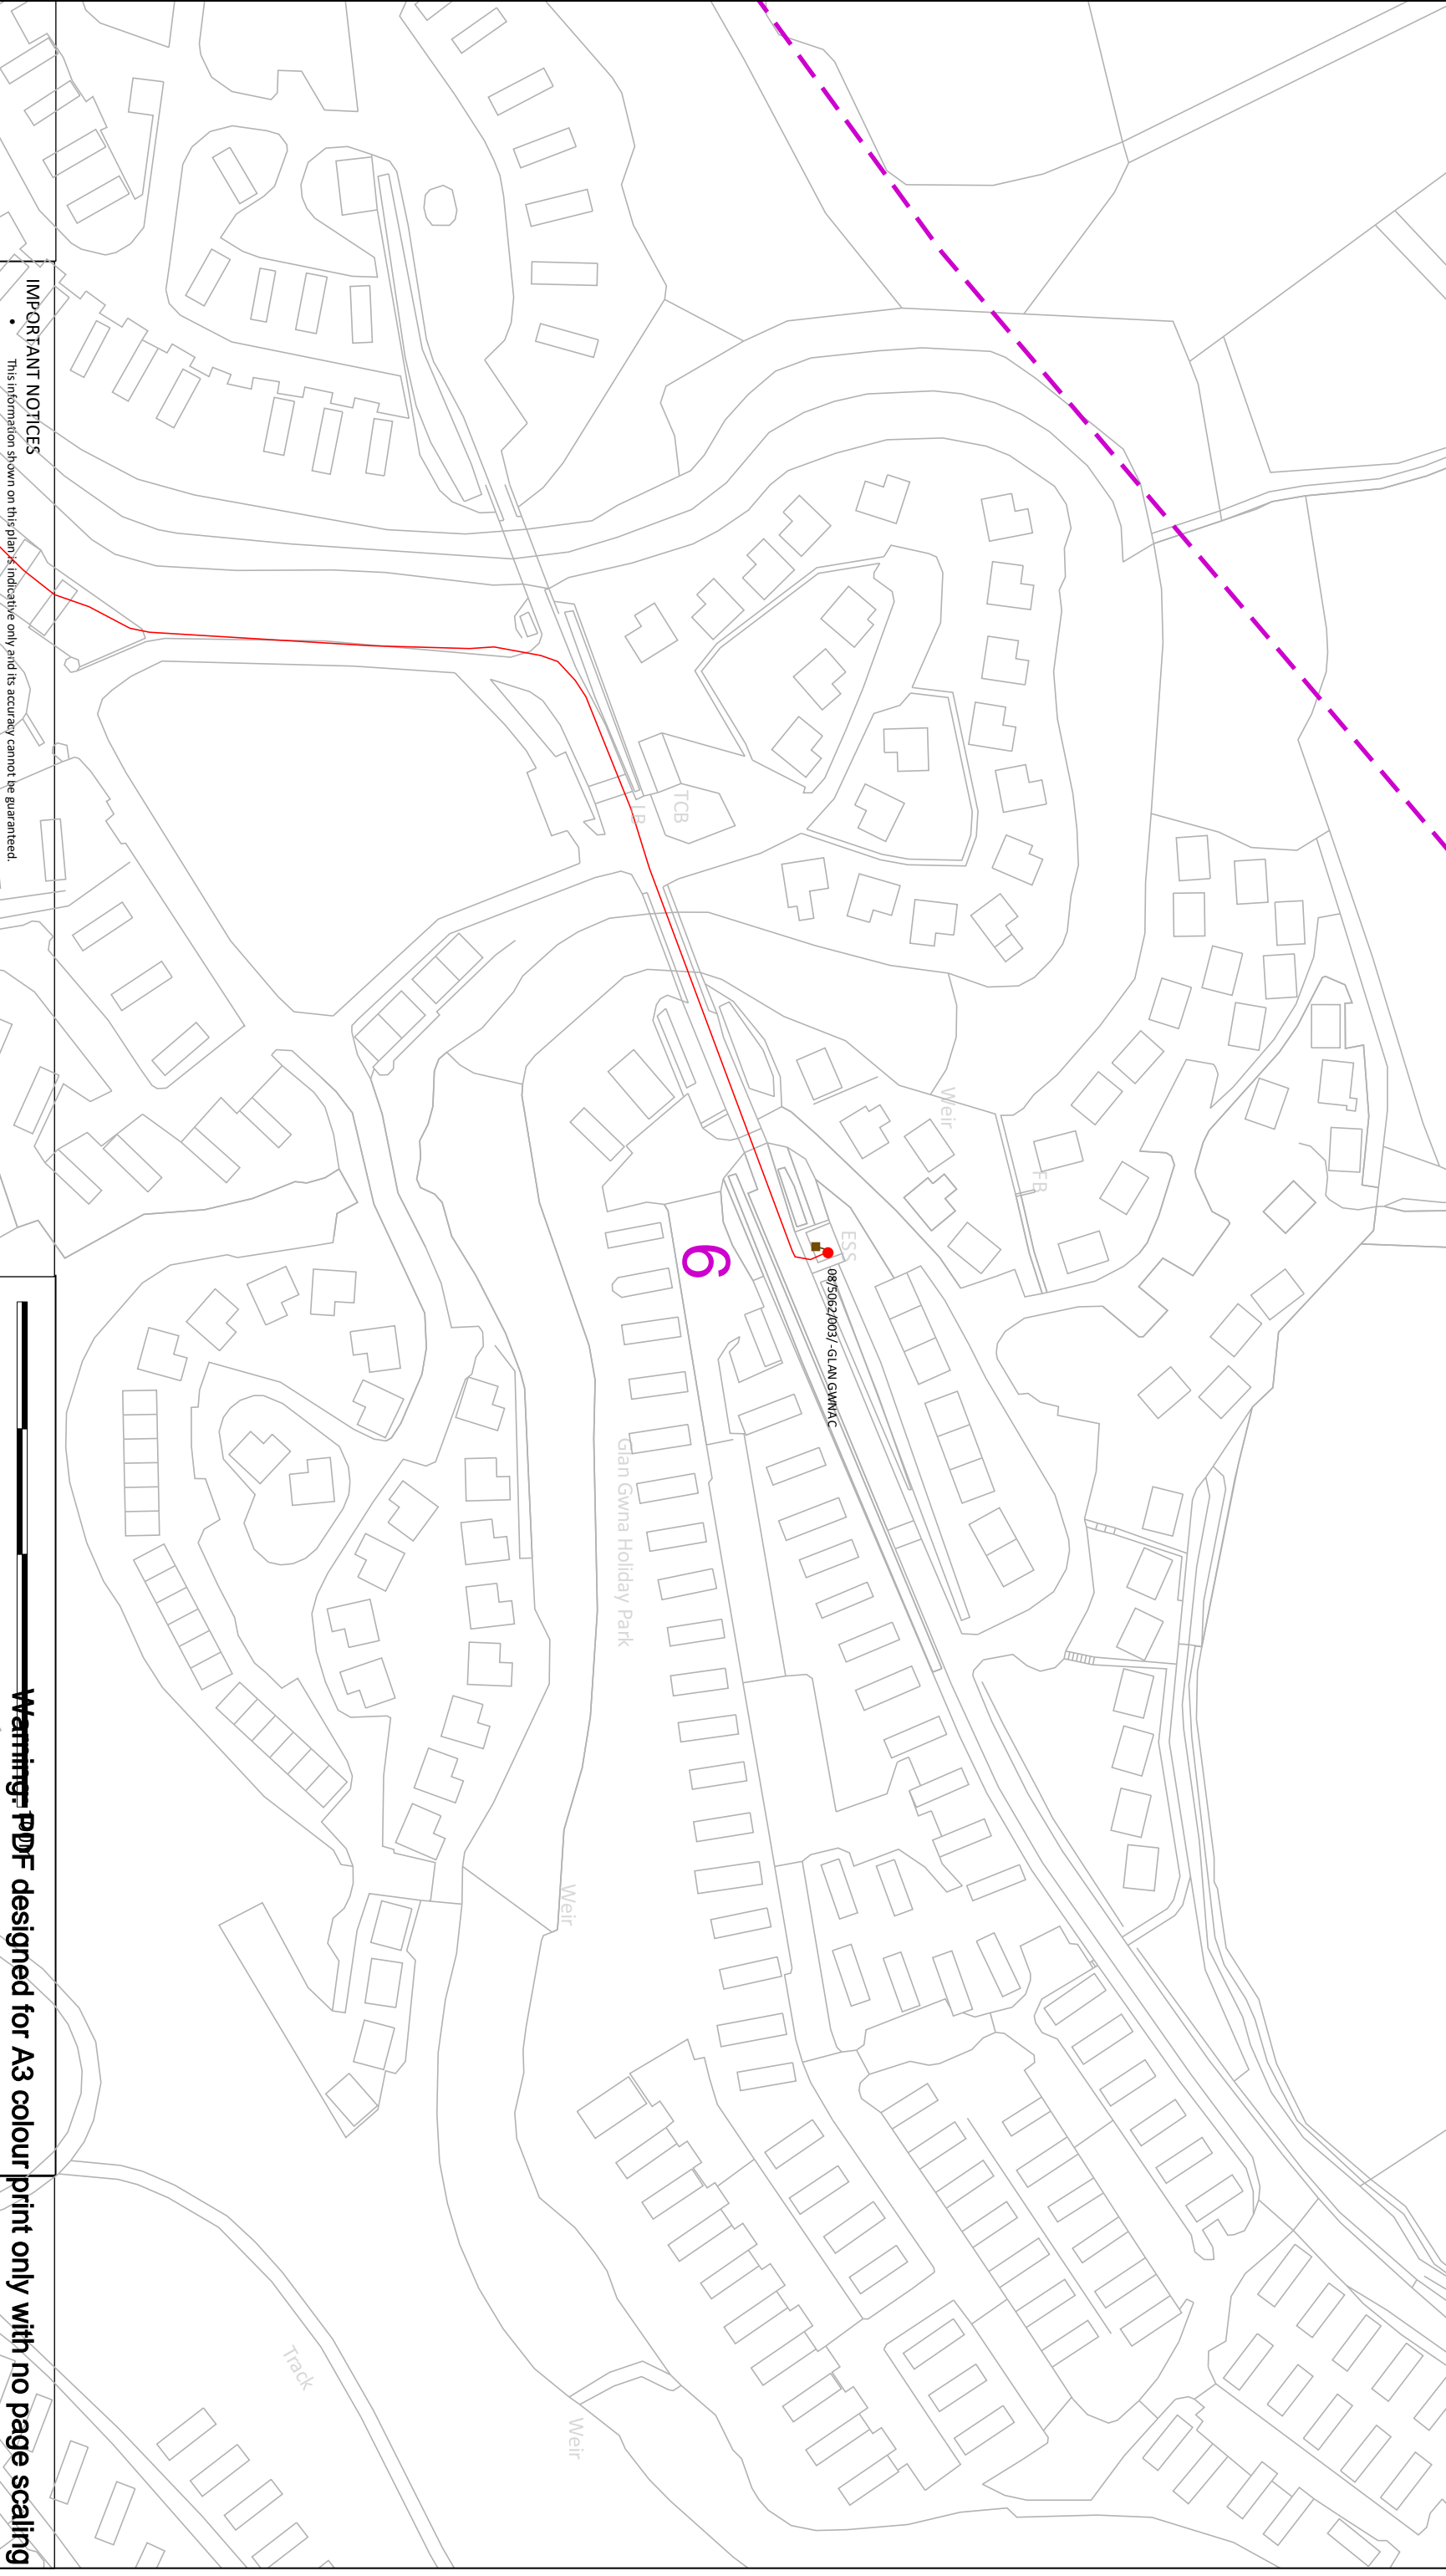 TCB
LB
Weir
FB
ESS
08/5062/003/-GLAN GWNAC
6
Glan Gwna Holiday Park
Weir
Weir
Track
IMPORTANT NOTICES
• This information shown on this plan is indicative only and its accuracy cannot be guaranteed.
Warning: PDF designed for A3 colour print only with no page scaling